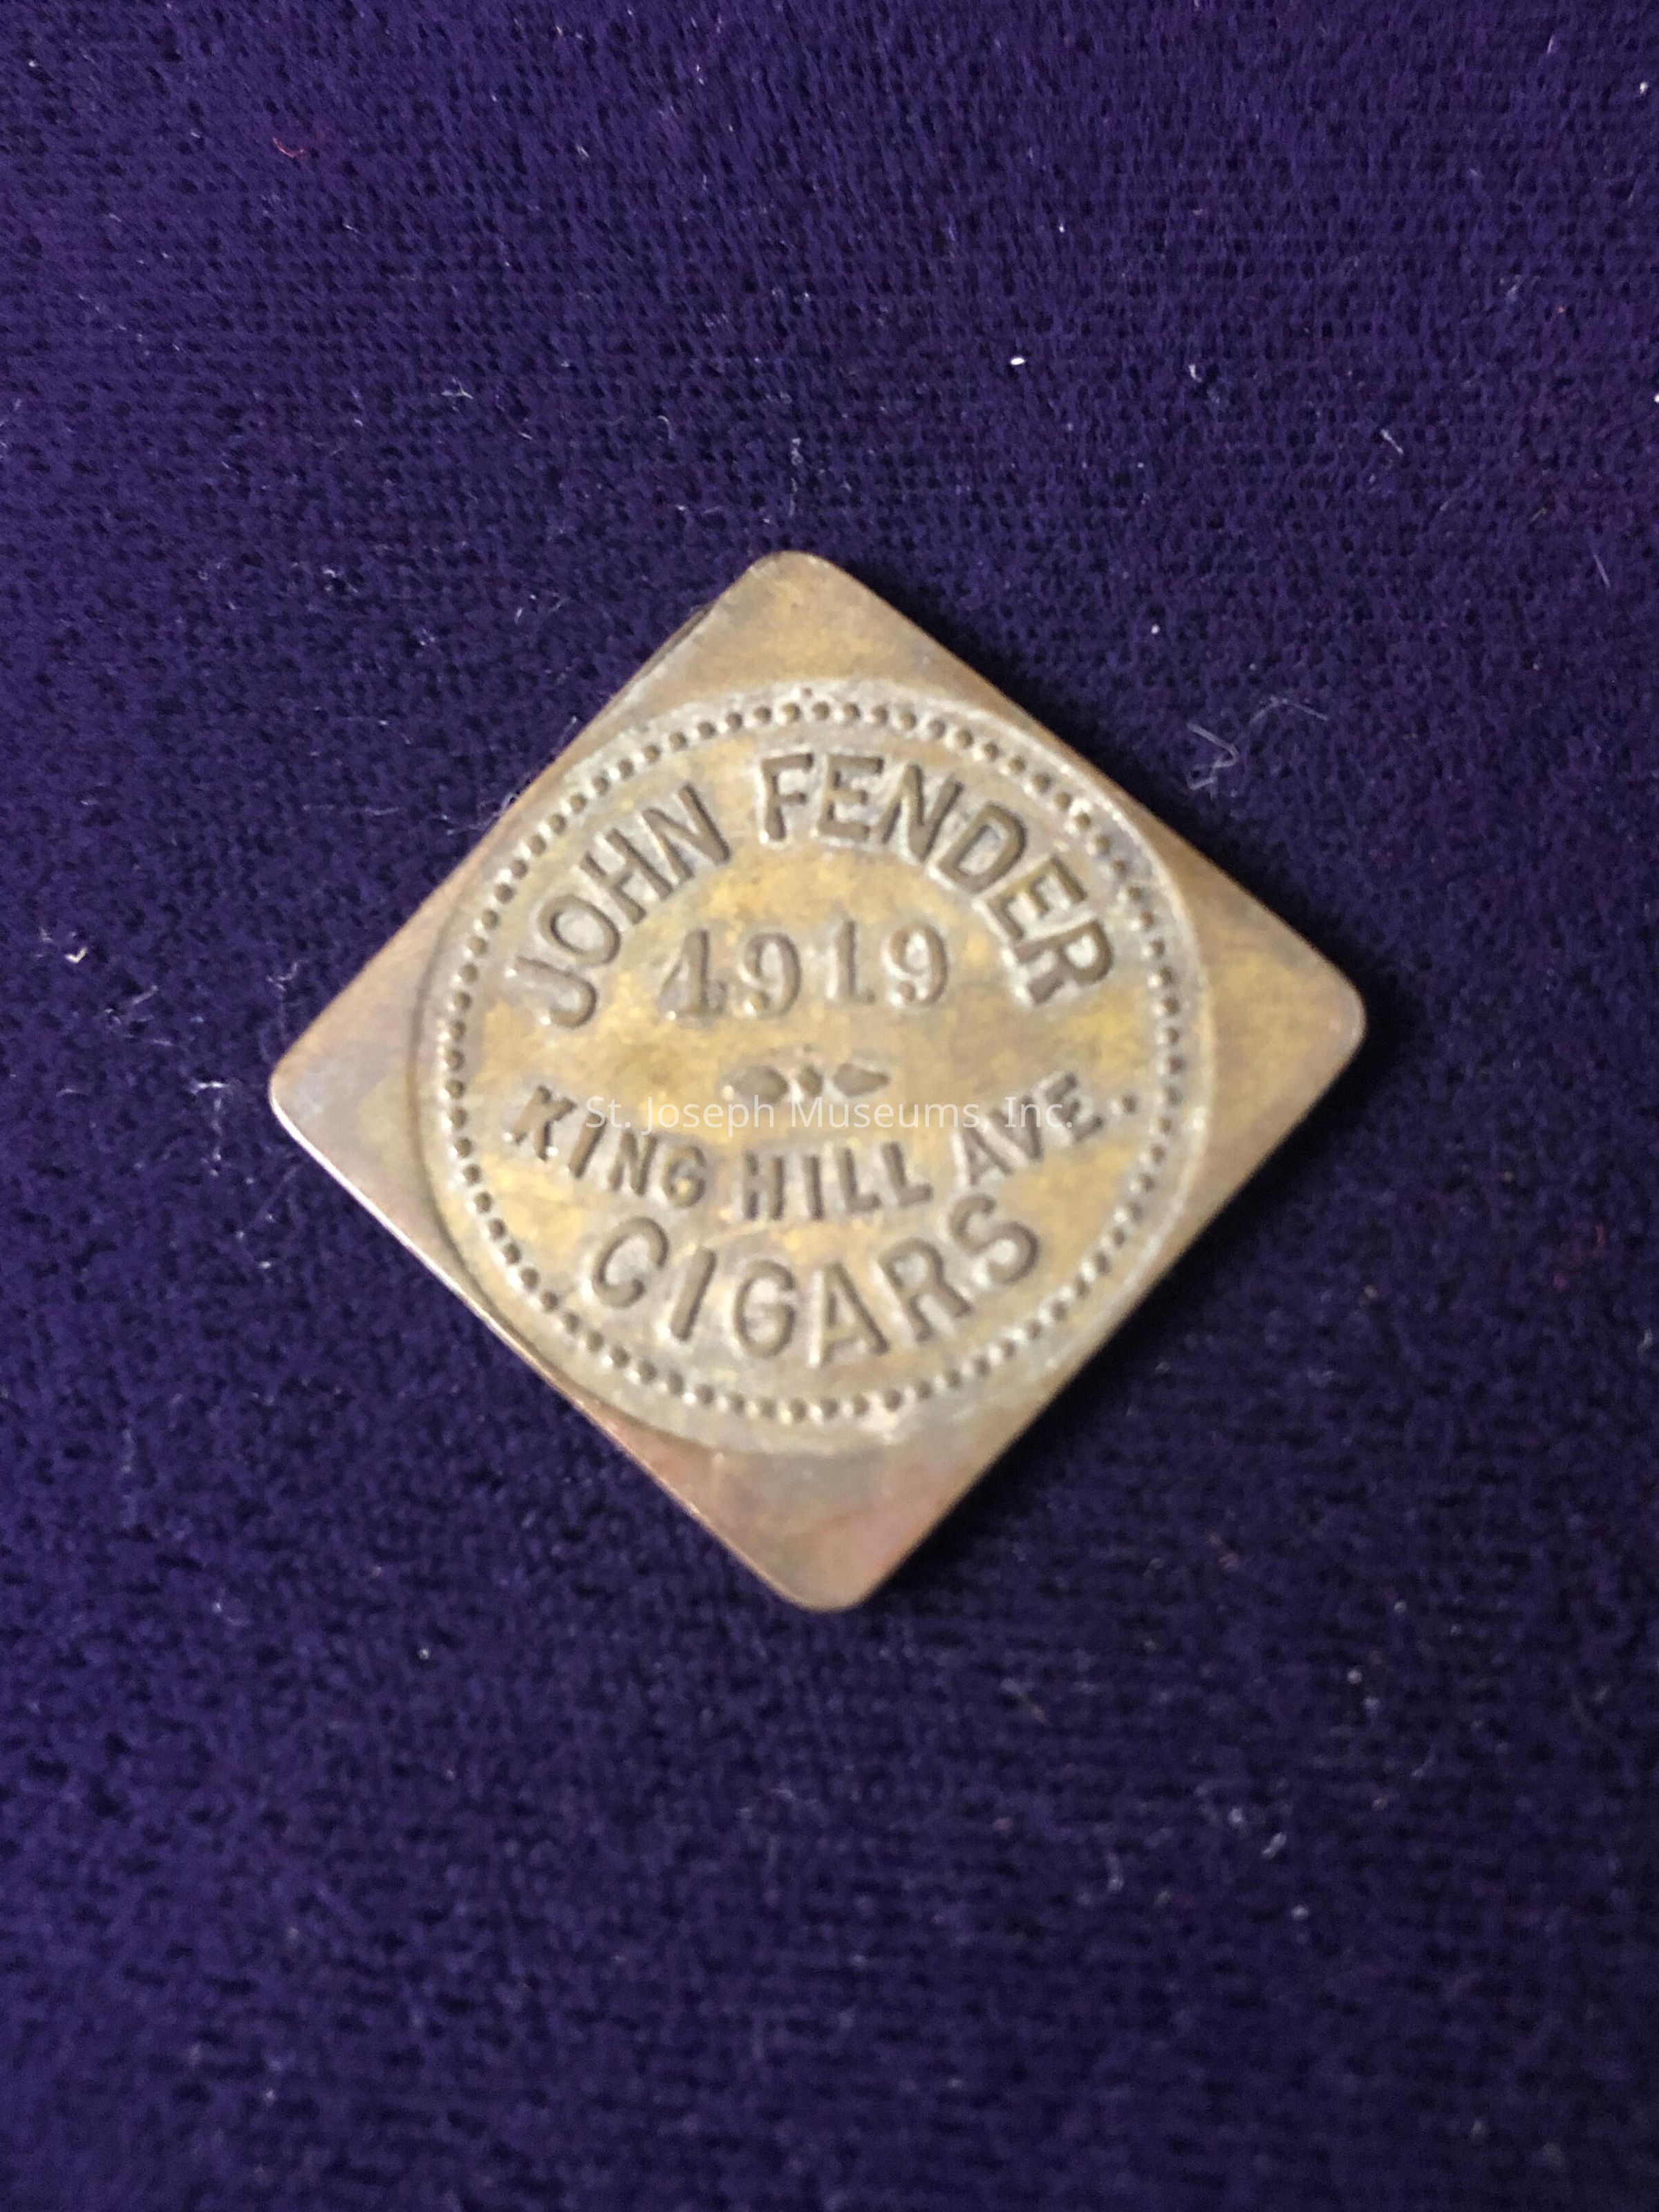 JOHN FENDER
4919
KING HILL AVE.
St. Joseph Museums, Inc.
CIGARS